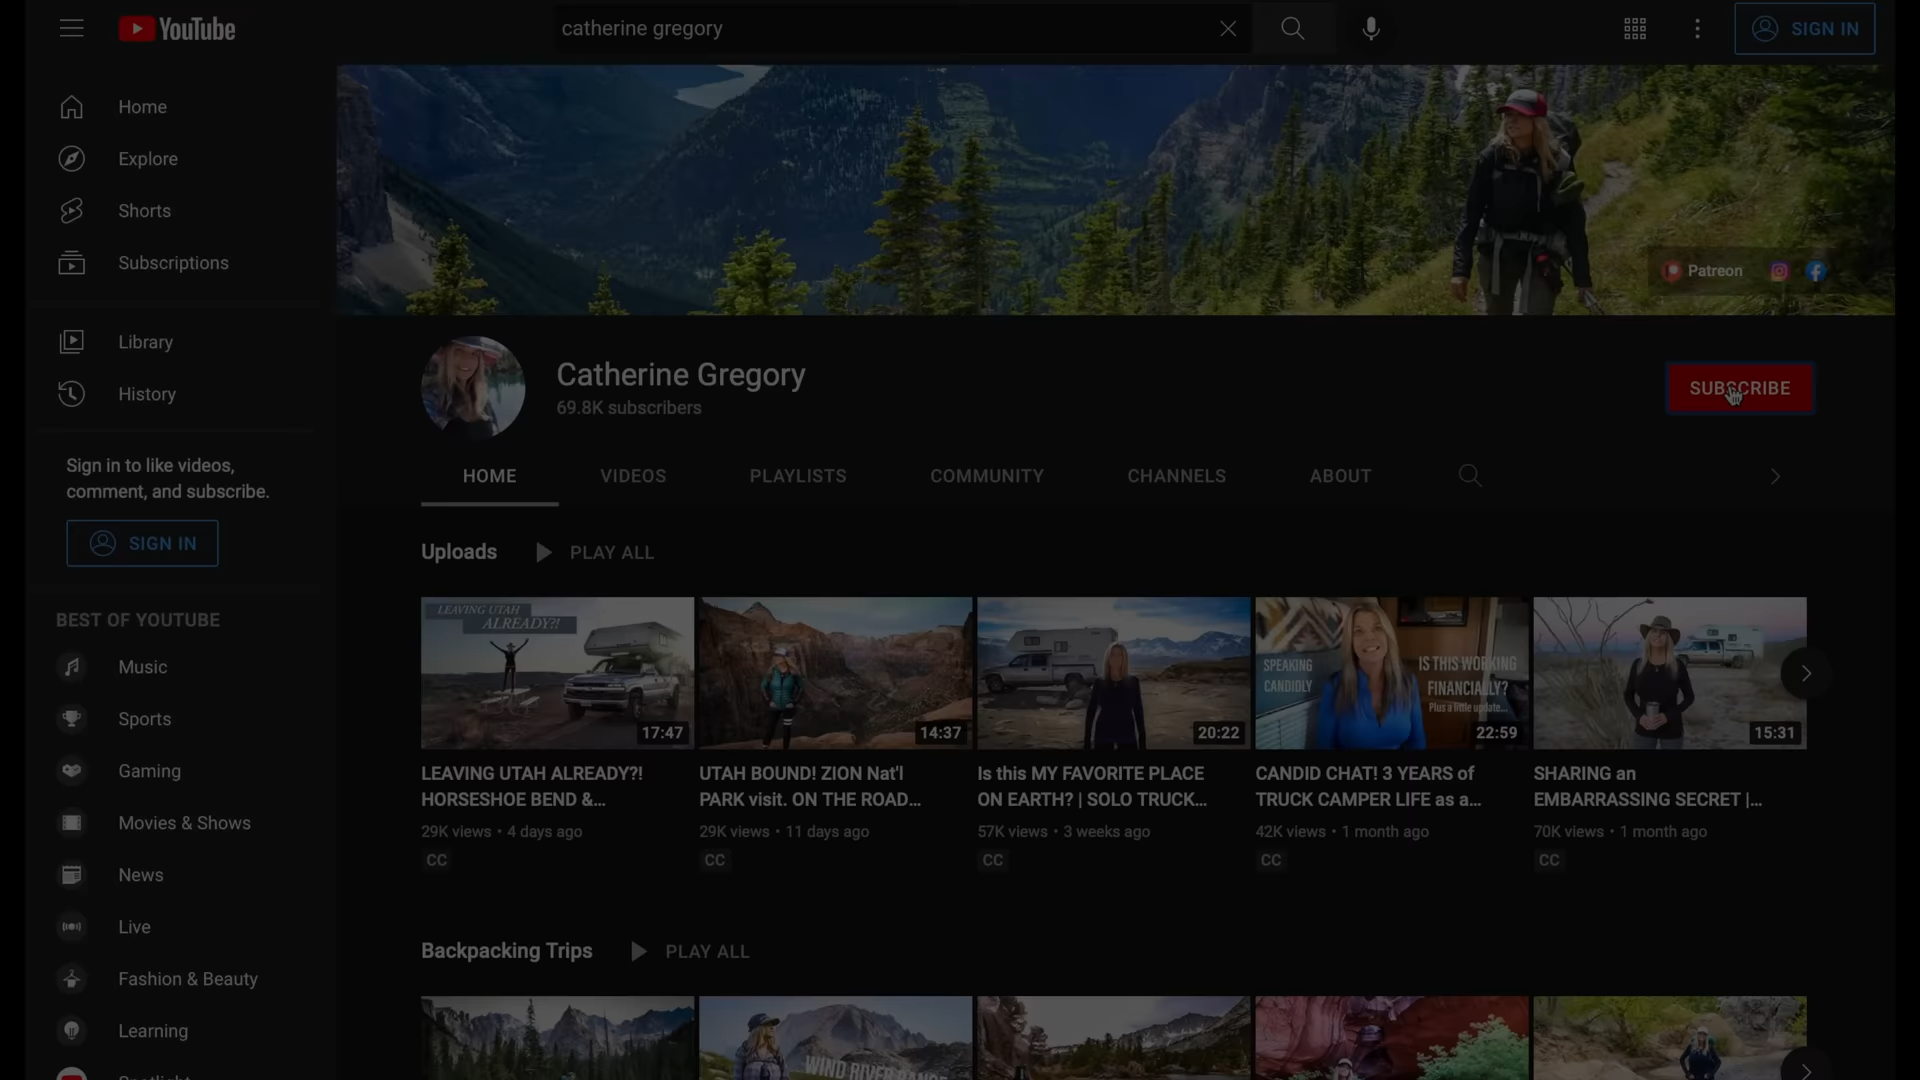 YouTube
catherine gregory
SIGN IN
Home
Explore
Shorts
Subscriptions
Library
History
Sign in to like videos,
comment, and subscribe.
SIGN IN
BEST OF YOUTUBE
Music
Sports
Gaming
Movies & Shows
News
Live
Fashion & Beauty
Learning
Spotlight
Patreon
Catherine Gregory
69.8K subscribers
SUBSCRIBE
HOME
VIDEOS
PLAYLISTS
COMMUNITY
CHANNELS
ABOUT
Uploads
PLAY ALL
LEAVING UTAH
ALREADY?!
17:47
LEAVING UTAH ALREADY?!
HORSESHOE BEND &...
29K views • 4 days ago
CC
14:37
UTAH BOUND! ZION Nat'l
PARK visit. ON THE ROAD...
29K views • 11 days ago
CC
20:22
Is this MY FAVORITE PLACE
ON EARTH? | SOLO TRUCK...
57K views • 3 weeks ago
CC
SPEAKING
CANDIDLY
IS THIS WORKING
FINANCIALLY?
Plus a little update...
22:59
CANDID CHAT! 3 YEARS of
TRUCK CAMPER LIFE as a...
42K views • 1 month ago
CC
15:31
SHARING an
EMBARRASSING SECRET |...
70K views • 1 month ago
CC
Backpacking Trips
PLAY ALL
WIND RIVER RANGE